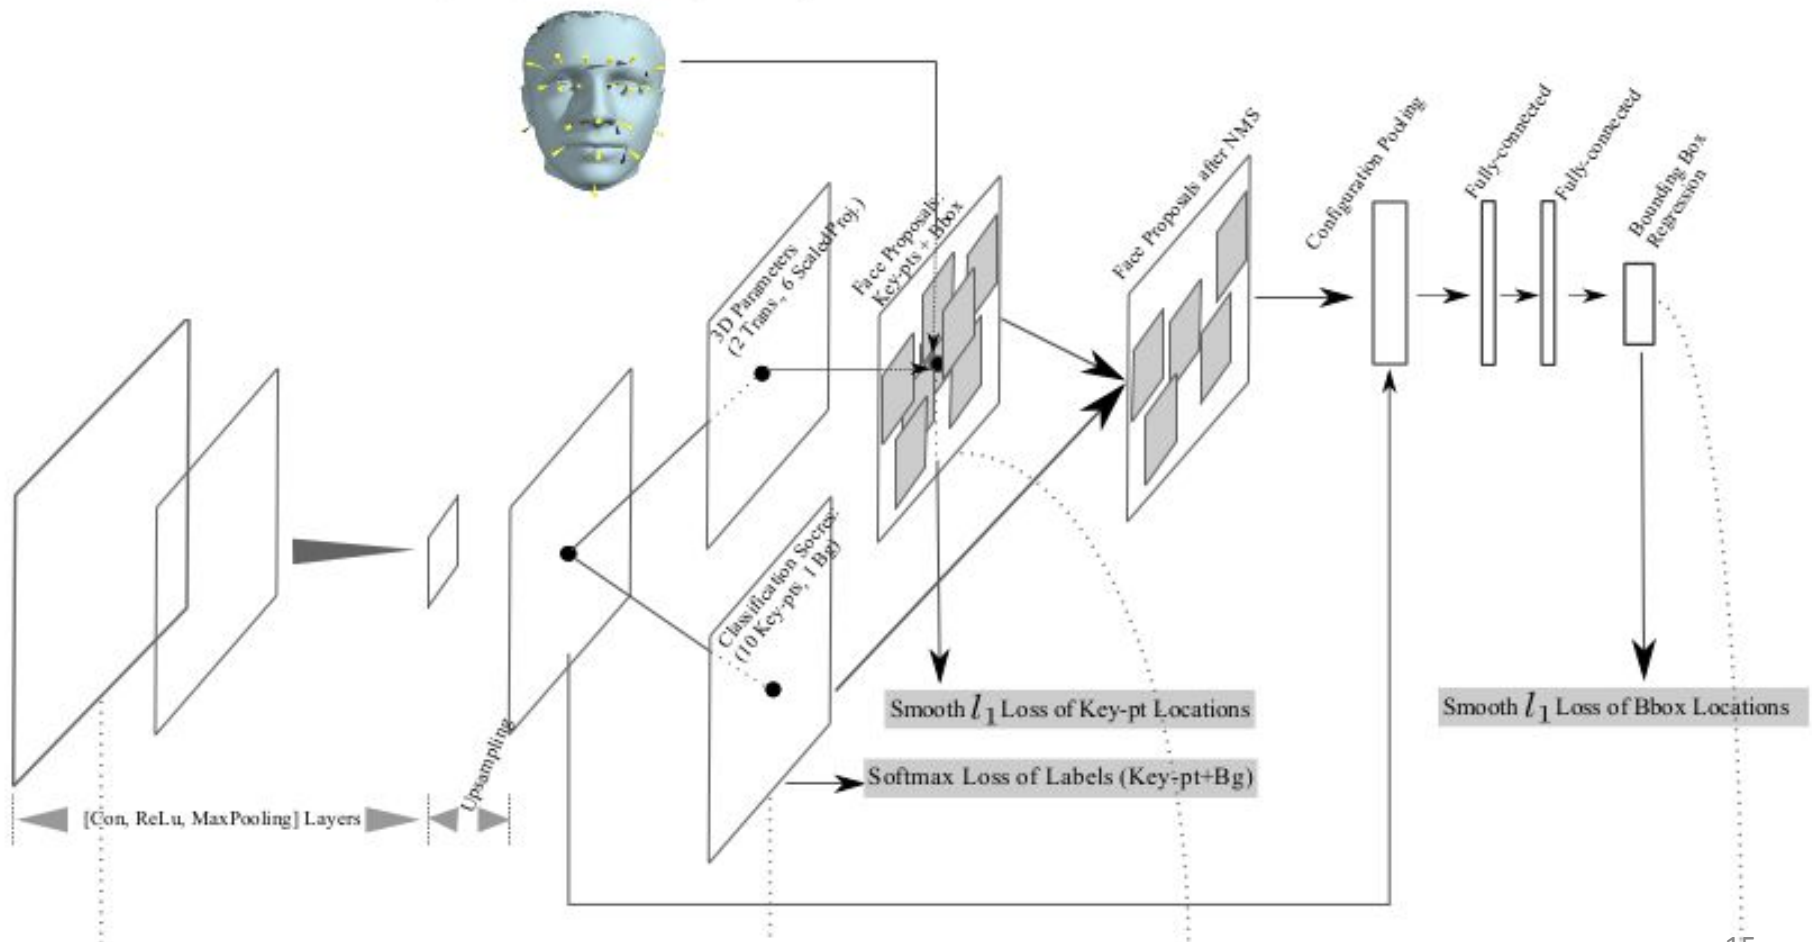 3D Parameters
(2 Trans., 6 ScaledProj.)
Face Proposals:
Key-pts + Bbox
Face Proposals after NMS
Configuration Pooling
Fully-connected
Fully-connected
Bounding Box
Regression
Classification Socres:
(10 Key-pts, 1 Bg)
Smooth l1 Loss of Key-pt Locations
Smooth l1 Loss of Bbox Locations
Softmax Loss of Labels (Key-pt+Bg)
Upsampling
[Con, ReLu, MaxPooling] Layers